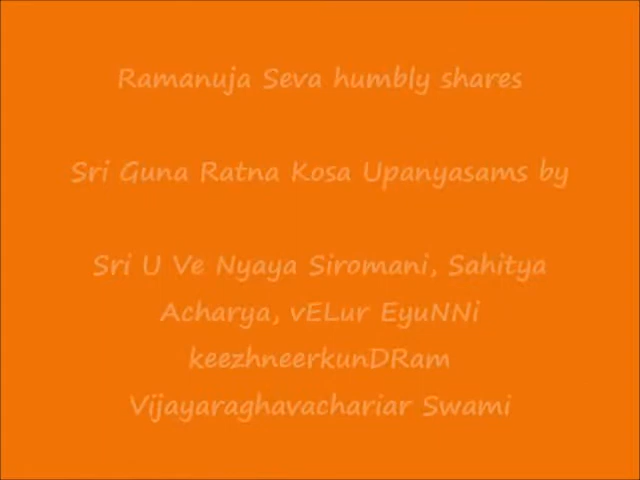 Ramanuja Seva humbly shares
Sri Guna Ratna Kosa Upanyasams by
Sri U Ve Nyaya Siromani, Sahitya
Acharya, vELur EyuNNi
keezhneerkunDRam
Vijayaraghavachariar Swami